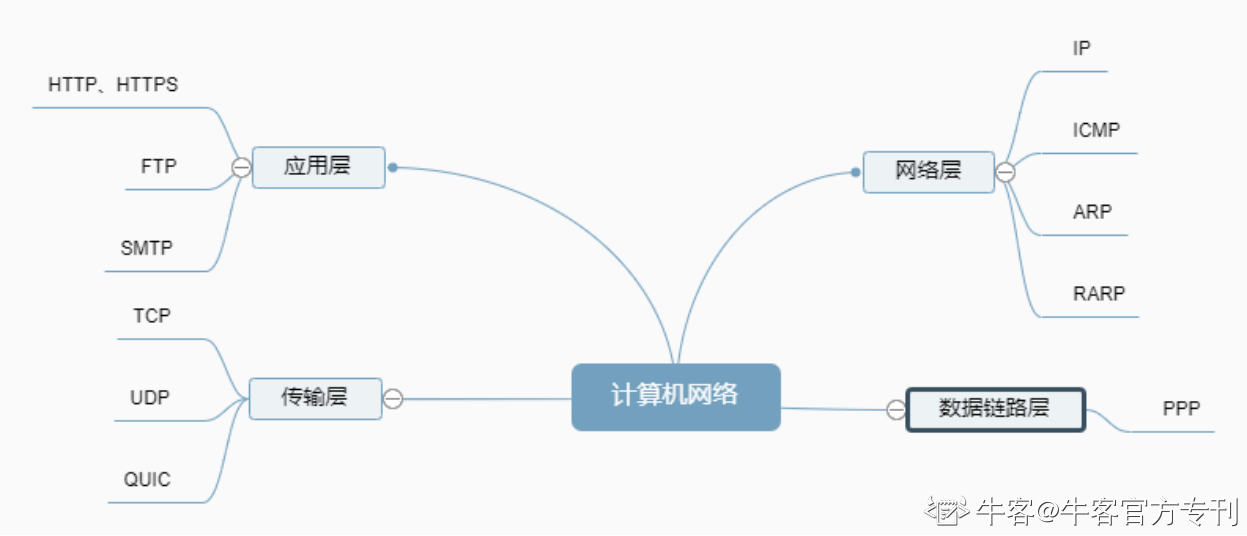 计算机网络
应用层
HTTP、HTTPS
FTP
SMTP
传输层
TCP
UDP
QUIC
网络层
IP
ICMP
ARP
RARP
数据链路层
PPP
牛客@牛客官方专刊